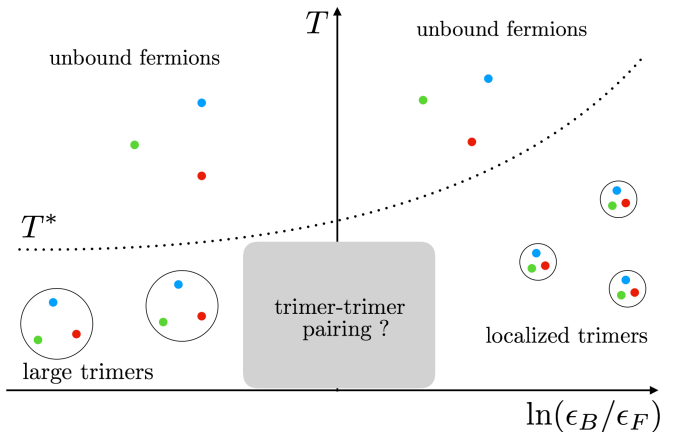 T
unbound fermions
unbound fermions
T*
trimer-trimer
pairing ?
localized trimers
large trimers
ln(ϵ_B/ϵ_F)